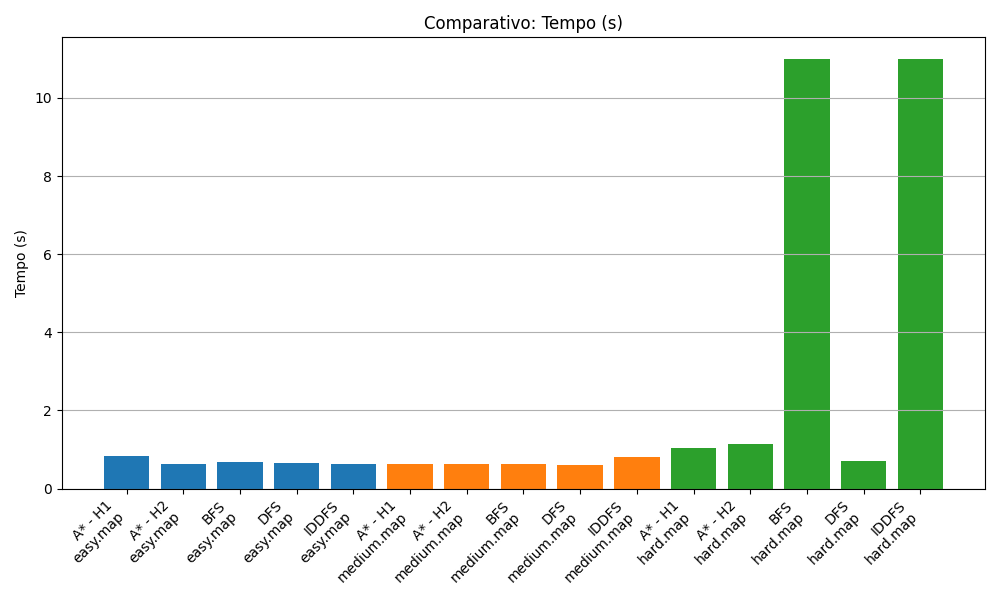 Comparativo: Tempo (s)
Tempo (s)
10
8
6
4
2
0
A* - H1
easy.map
A* - H2
easy.map
BFS
easy.map
DFS
easy.map
IDDFS
easy.map
A* - H1
medium.map
A* - H2
medium.map
BFS
medium.map
DFS
medium.map
IDDFS
medium.map
A* - H1
hard.map
A* - H2
hard.map
BFS
hard.map
DFS
hard.map
IDDFS
hard.map